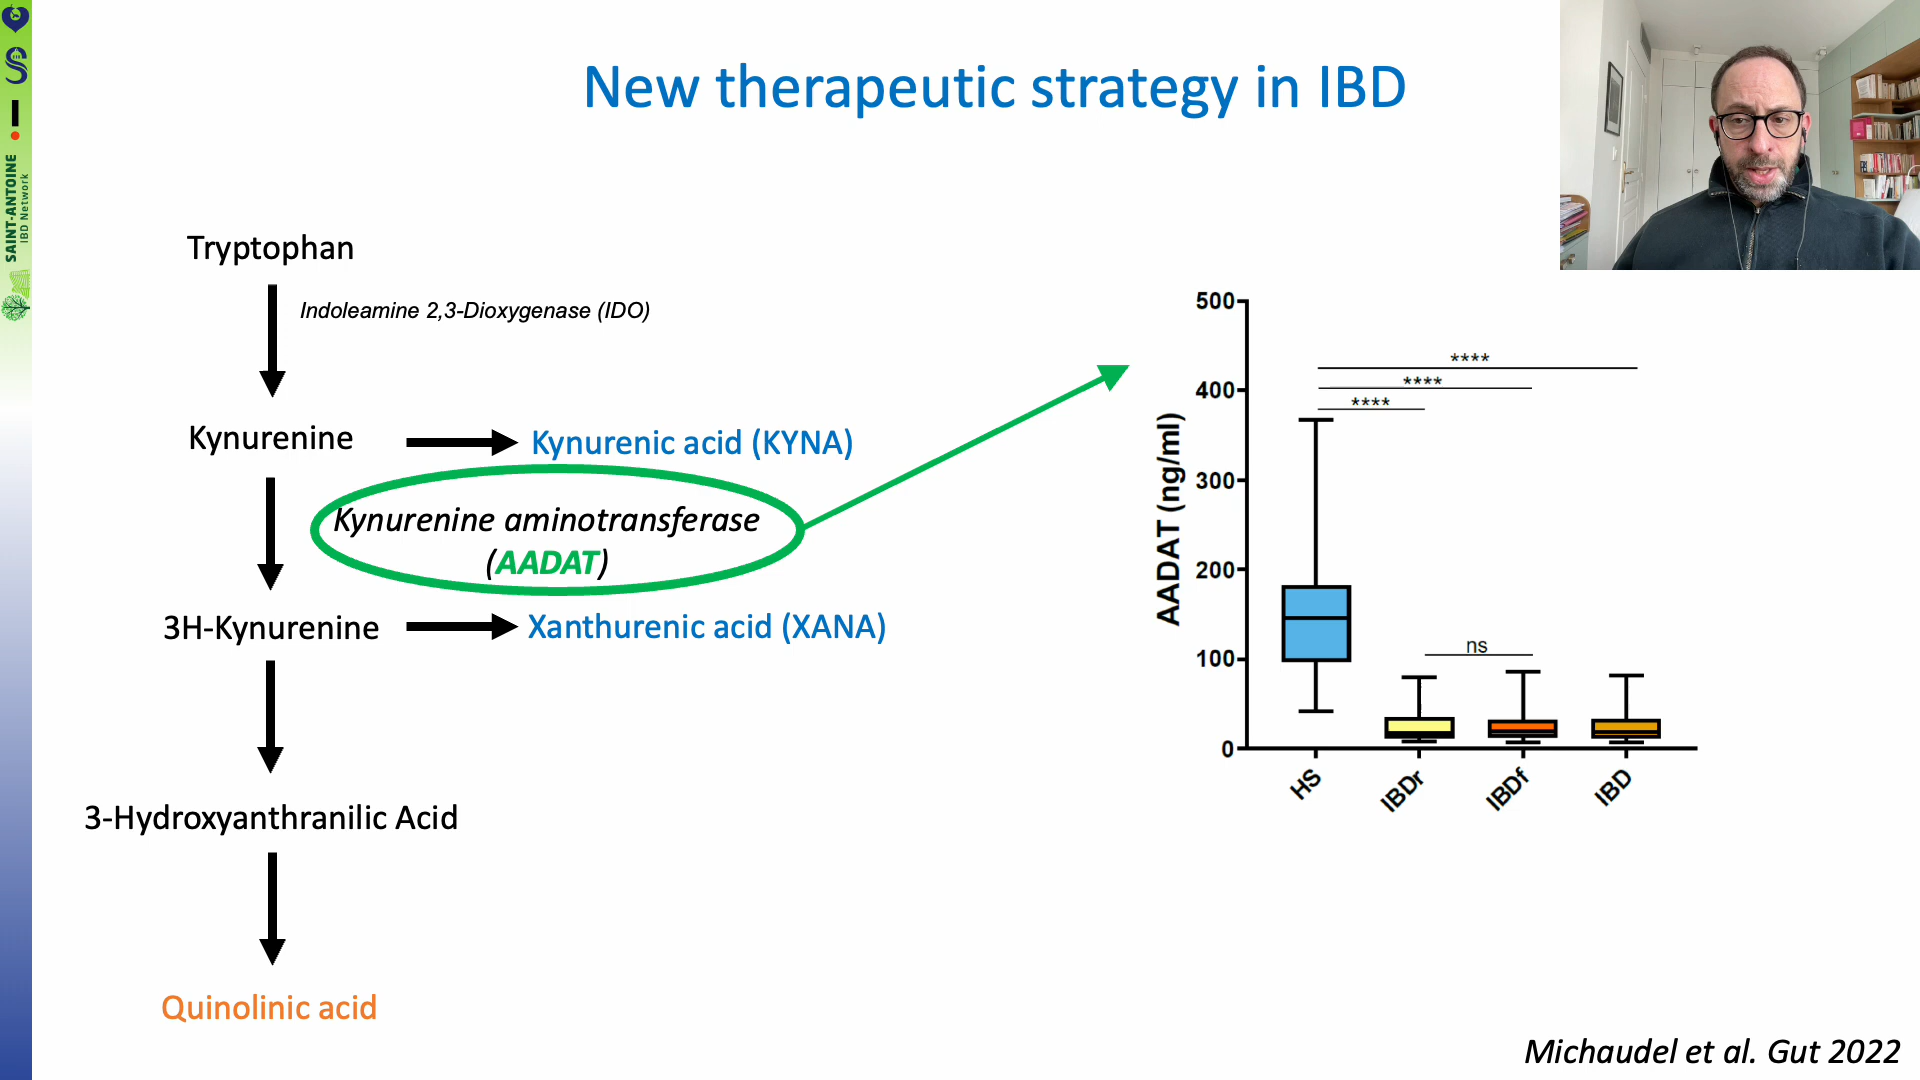 New therapeutic strategy in IBD
SAINT-ANTOINE
IBD Network
Tryptophan
Indoleamine 2,3-Dioxygenase (IDO)
Kynurenine
Kynurenic acid (KYNA)
Kynurenine aminotransferase
(AADAT)
3H-Kynurenine
Xanthurenic acid (XANA)
3-Hydroxyanthranilic Acid
Quinolinic acid
AADAT (ng/ml)
500
400
300
200
100
0
****
****
****
ns
HS
IBDr
IBDf
IBD
Michaudel et al. Gut 2022